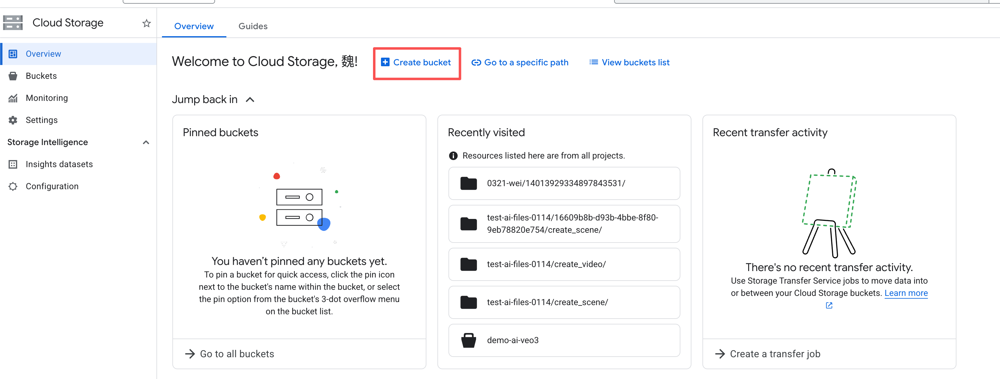 Cloud Storage
Overview
Buckets
Monitoring
Settings
Storage Intelligence
Insights datasets
Configuration
Overview
Guides
Welcome to Cloud Storage, 魏!
Create bucket
Go to a specific path
View buckets list
Jump back in
Pinned buckets
You haven’t pinned any buckets yet.
To pin a bucket for quick access, click the pin icon
next to the bucket's name within the bucket, or select
the pin option from the bucket's 3-dot overflow menu
on the bucket list.
Go to all buckets
Recently visited
Resources listed here are from all projects.
0321-wei/14013929334897843531/
test-ai-files-0114/16609b8b-d93b-4bbe-8f80-
9eb78820e754/create_scene/
test-ai-files-0114/create_video/
test-ai-files-0114/create_scene/
demo-ai-veo3
Recent transfer activity
There's no recent transfer activity.
Use Storage Transfer Service jobs to move data into
or between your Cloud Storage buckets. Learn more
Create a transfer job